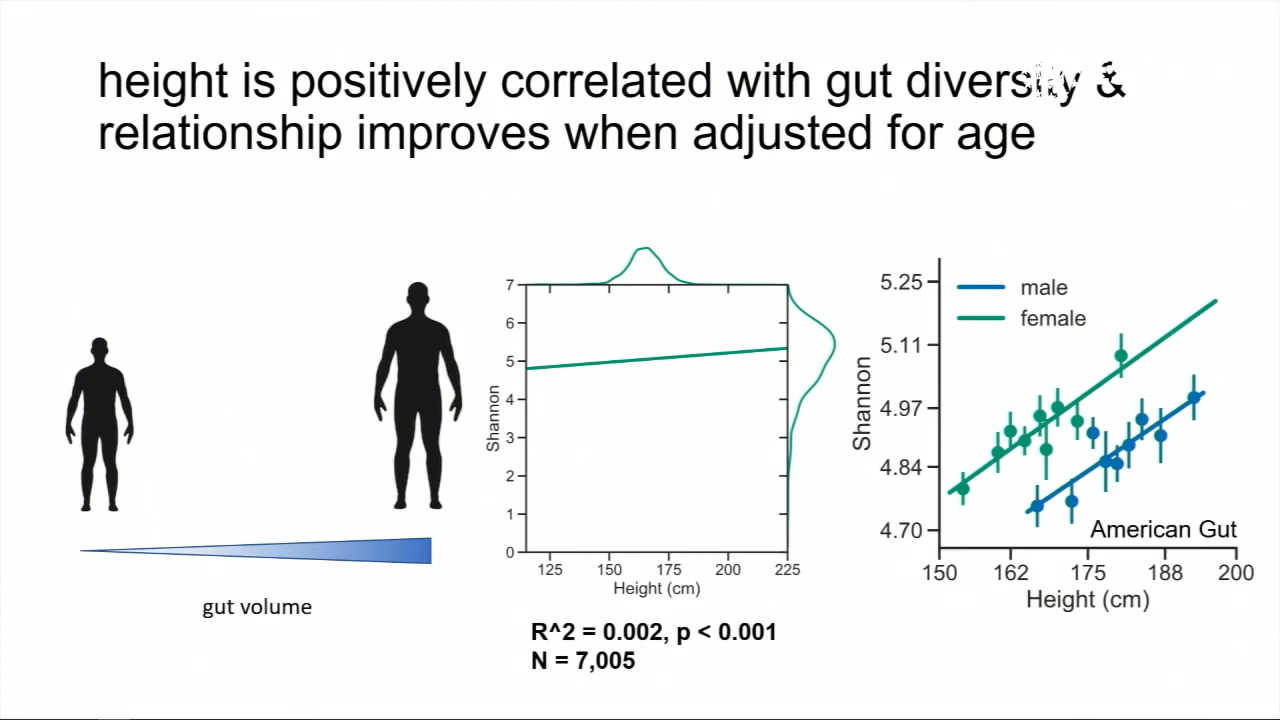 height is positively correlated with gut diversity &
relationship improves when adjusted for age
gut volume
7
6
5
4
3
2
1
0
Shannon
125 150 175 200 225
Height (cm)
R^2 = 0.002, p < 0.001
N = 7,005
male
female
5.25
5.11
4.97
4.84
4.70
Shannon
American Gut
150 162 175 188 200
Height (cm)